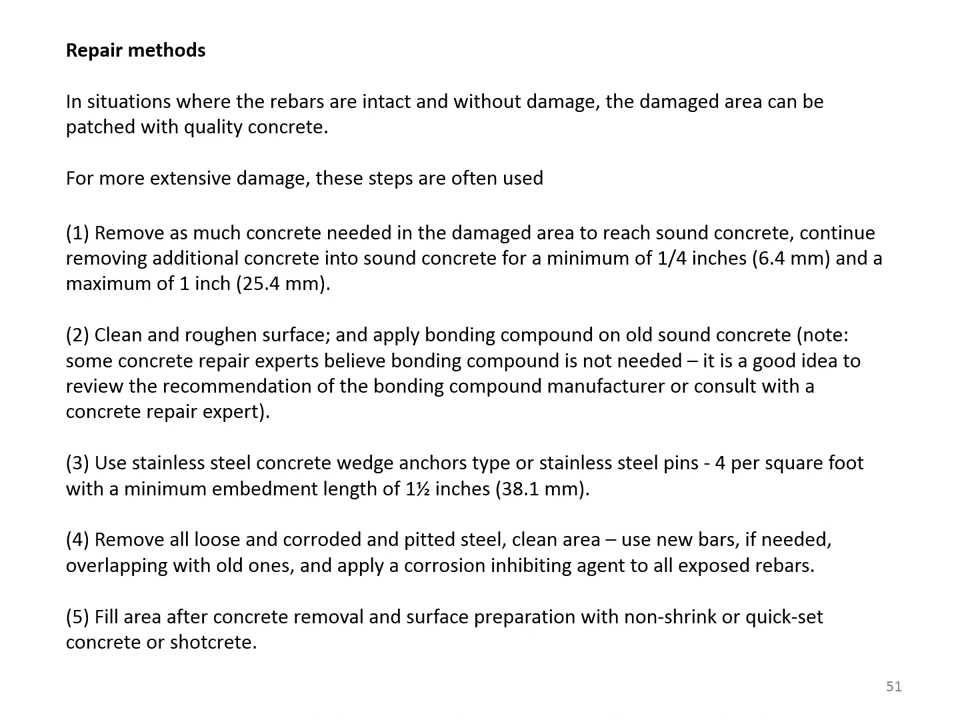 Repair methods
In situations where the rebars are intact and without damage, the damaged area can be
patched with quality concrete.
For more extensive damage, these steps are often used
(1) Remove as much concrete needed in the damaged area to reach sound concrete, continue
removing additional concrete into sound concrete for a minimum of 1/4 inches (6.4 mm) and a
maximum of 1 inch (25.4 mm).
(2) Clean and roughen surface; and apply bonding compound on old sound concrete (note:
some concrete repair experts believe bonding compound is not needed – it is a good idea to
review the recommendation of the bonding compound manufacturer or consult with a
concrete repair expert).
(3) Use stainless steel concrete wedge anchors type or stainless steel pins - 4 per square foot
with a minimum embedment length of 1½ inches (38.1 mm).
(4) Remove all loose and corroded and pitted steel, clean area – use new bars, if needed,
overlapping with old ones, and apply a corrosion inhibiting agent to all exposed rebars.
(5) Fill area after concrete removal and surface preparation with non-shrink or quick-set
concrete or shotcrete.
51